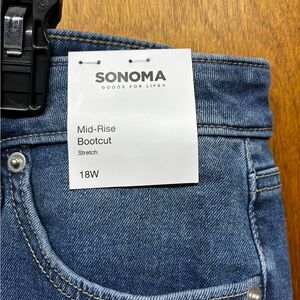 SONOMA
GOODS FOR LIFE®
Mid-Rise
Bootcut
Stretch
18W